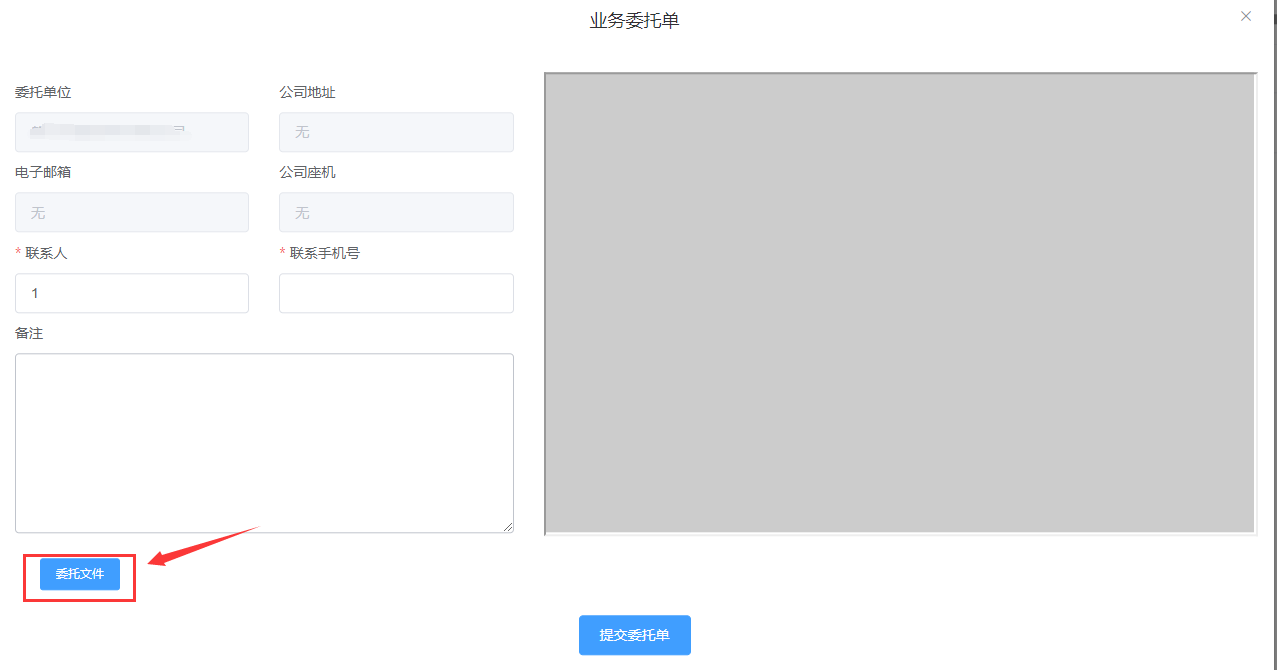 业务委托单
委托单位
公司地址
无
电子邮箱
公司座机
无
无
* 联系人
* 联系手机号
1
备注
委托文件
提交委托单